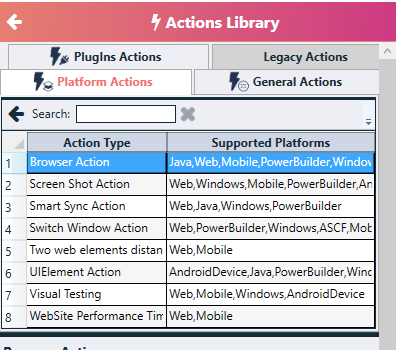 Actions Library
PlugIns Actions
Legacy Actions
Platform Actions
General Actions
Search:
Action Type Supported Platforms
1 Browser Action Java,Web,Mobile,PowerBuilder,Window
2 Screen Shot Action Web,Windows,Mobile,PowerBuilder,An
3 Smart Sync Action Web,Java,Windows,PowerBuilder
4 Switch Window Action Web,PowerBuilder,Windows,ASCF,Mob
5 Two web elements distan Web,Mobile
6 UIElement Action AndroidDevice,Java,PowerBuilder,Winc
7 Visual Testing Web,Mobile,Windows,AndroidDevice
8 WebSite Performance Tim Web,Mobile